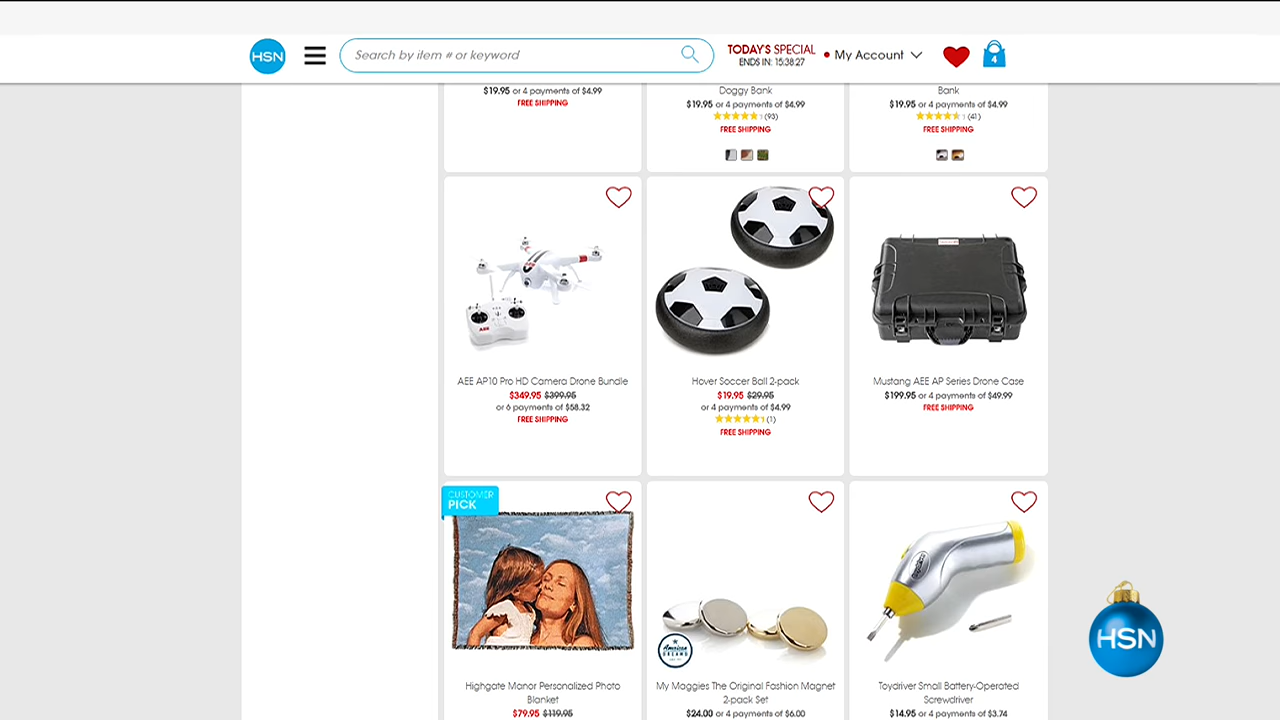 HSN
Search by item # or keyword
TODAY'S SPECIAL
ENDS IN: 15:38:27
My Account
4
$19.95 or 4 payments of $4.99
FREE SHIPPING
Doggy Bank
$19.95 or 4 payments of $4.99
(93)
FREE SHIPPING
Bank
$19.95 or 4 payments of $4.99
(41)
FREE SHIPPING
AEE
AEE AP10 Pro HD Camera Drone Bundle
$349.95 $399.95
or 6 payments of $58.32
FREE SHIPPING
Hover Soccer Ball 2-pack
$19.95 $29.95
or 4 payments of $4.99
(1)
FREE SHIPPING
Mustang AEE AP Series Drone Case
$199.95 or 4 payments of $49.99
FREE SHIPPING
CUSTOMER
PICK
Highgate Manor Personalized Photo
Blanket
$79.95 $119.95
American
DREAMS
My Maggies The Original Fashion Magnet
2-pack Set
$24.00 or 4 payments of $6.00
Toydriver Small Battery-Operated
Screwdriver
$14.95 or 4 payments of $3.74
HSN